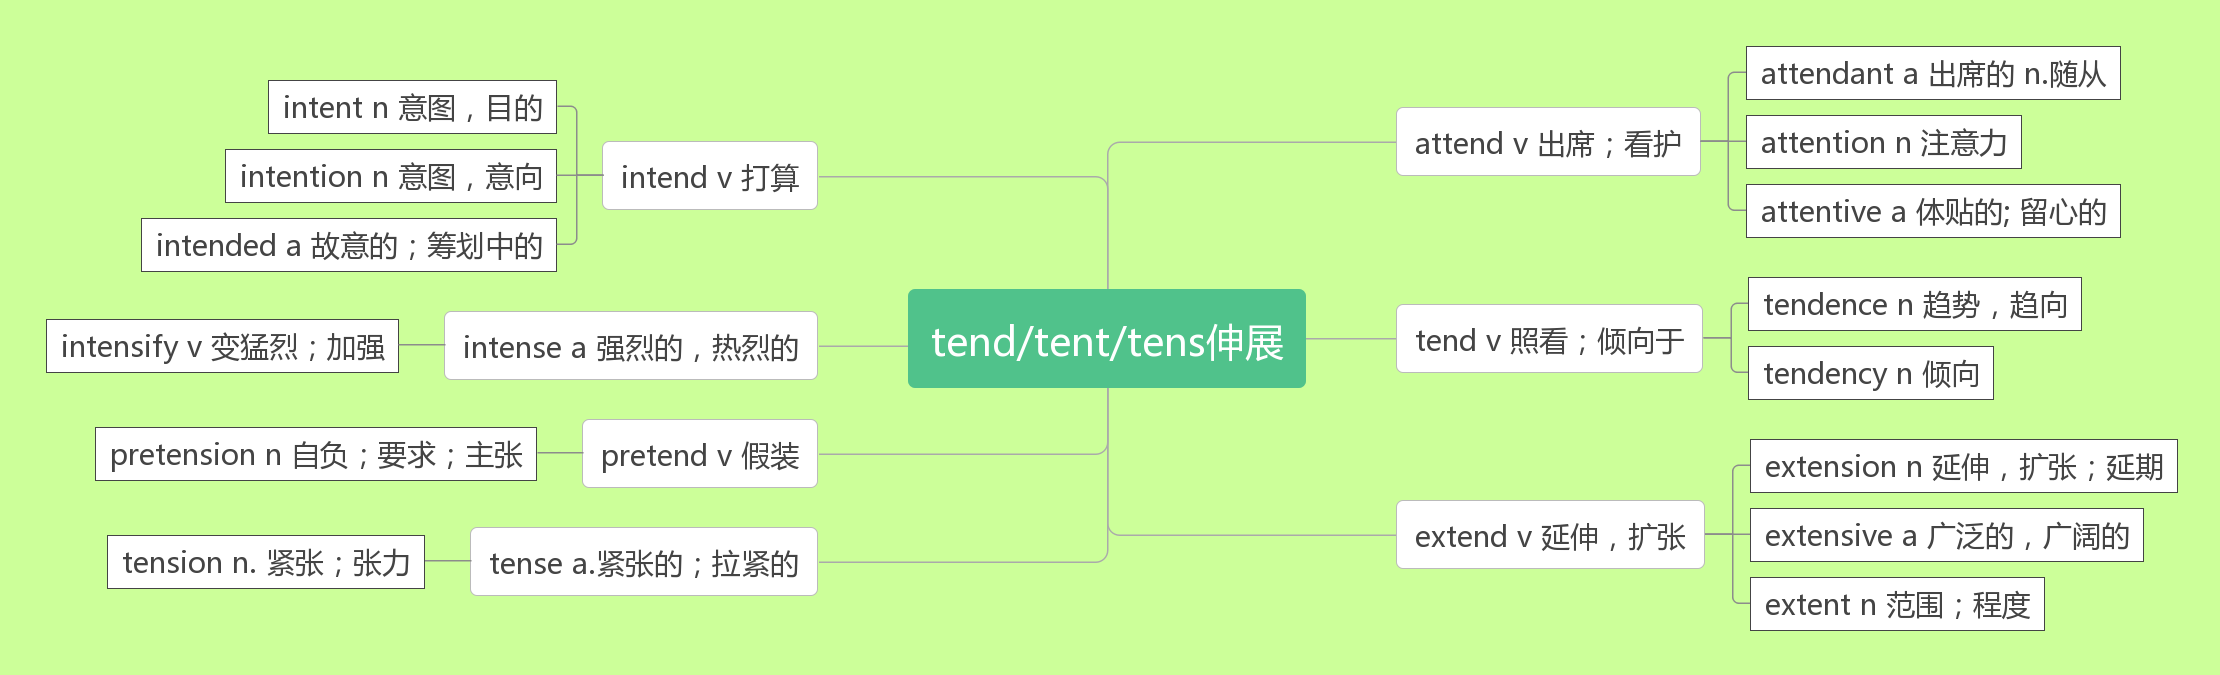 tend/tent/tens伸展
attend v 出席；看护
attendant a 出席的 n.随从
attention n 注意力
attentive a 体贴的; 留心的
tend v 照看；倾向于
tendence n 趋势，趋向
tendency n 倾向
extend v 延伸，扩张
extension n 延伸，扩张；延期
extensive a 广泛的，广阔的
extent n 范围；程度
intend v 打算
intent n 意图，目的
intention n 意图，意向
intended a 故意的；筹划中的
intense a 强烈的，热烈的
intensify v 变猛烈；加强
pretend v 假装
pretension n 自负；要求；主张
tense a.紧张的；拉紧的
tension n. 紧张；张力